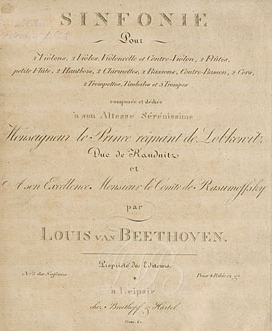 SINFONIE
Pour
2 Violons, 2 Violes, Violoncelle et Contre-Violon, 2 Flûtes,
petite Flûte, 2 Hautbois, 2 Clarinettes, 2 Bassons, Contre-Basson, 2 Cors,
2 Trompettes, Timbales et 3 Trompes
composée et dédiée
à son Altesse Sérénissime
Monseigneur le Prince régnant de Lobkowitz,
Duc de Raudnitz
et
A son Excellence Monsieur le Comte de Rasumoffsky
par
LOUIS VAN BEETHOVEN.
Propriété des Editeurs.
à Leipsic
chez Breitkopf & Härtel